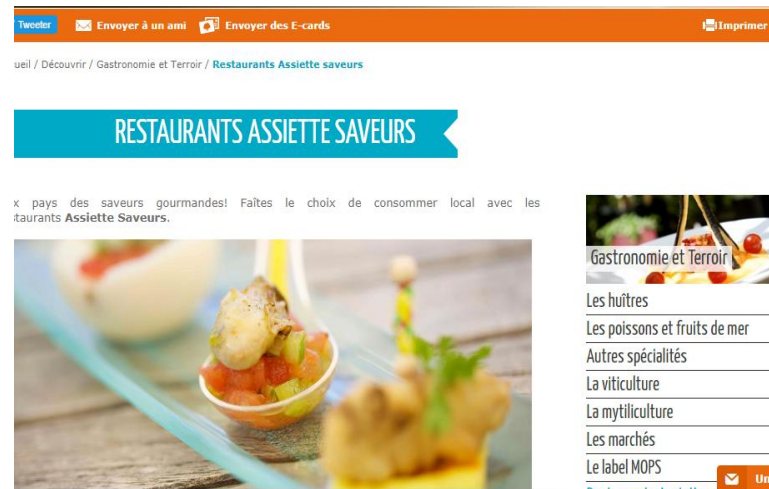 Tweeter Envoyer à un ami Envoyer des E-cards Imprimer
ueil / Découvrir / Gastronomie et Terroir / Restaurants Assiette saveurs
RESTAURANTS ASSIETTE SAVEURS
x pays des saveurs gourmandes! Faîtes le choix de consommer local avec les
staurants Assiette Saveurs.
Gastronomie et Terroir
Les huîtres
Les poissons et fruits de mer
Autres spécialités
La viticulture
La mytiliculture
Les marchés
Le label MOPS
Un